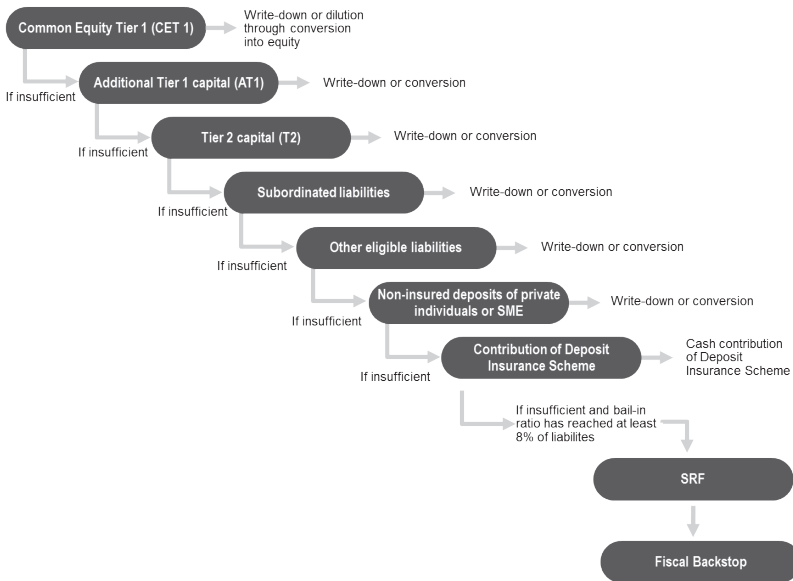 Common Equity Tier 1 (CET 1)
Write-down or dilution
through conversion
into equity
If insufficient
Additional Tier 1 capital (AT1)
Write-down or conversion
If insufficient
Tier 2 capital (T2)
Write-down or conversion
If insufficient
Subordinated liabilities
Write-down or conversion
If insufficient
Other eligible liabilities
Write-down or conversion
If insufficient
Non-insured deposits of private
individuals or SME
Write-down or conversion
If insufficient
Contribution of Deposit
Insurance Scheme
Cash contribution
of Deposit
Insurance Scheme
If insufficient and bail-in
ratio has reached at least
8% of liabilites
SRF
Fiscal Backstop